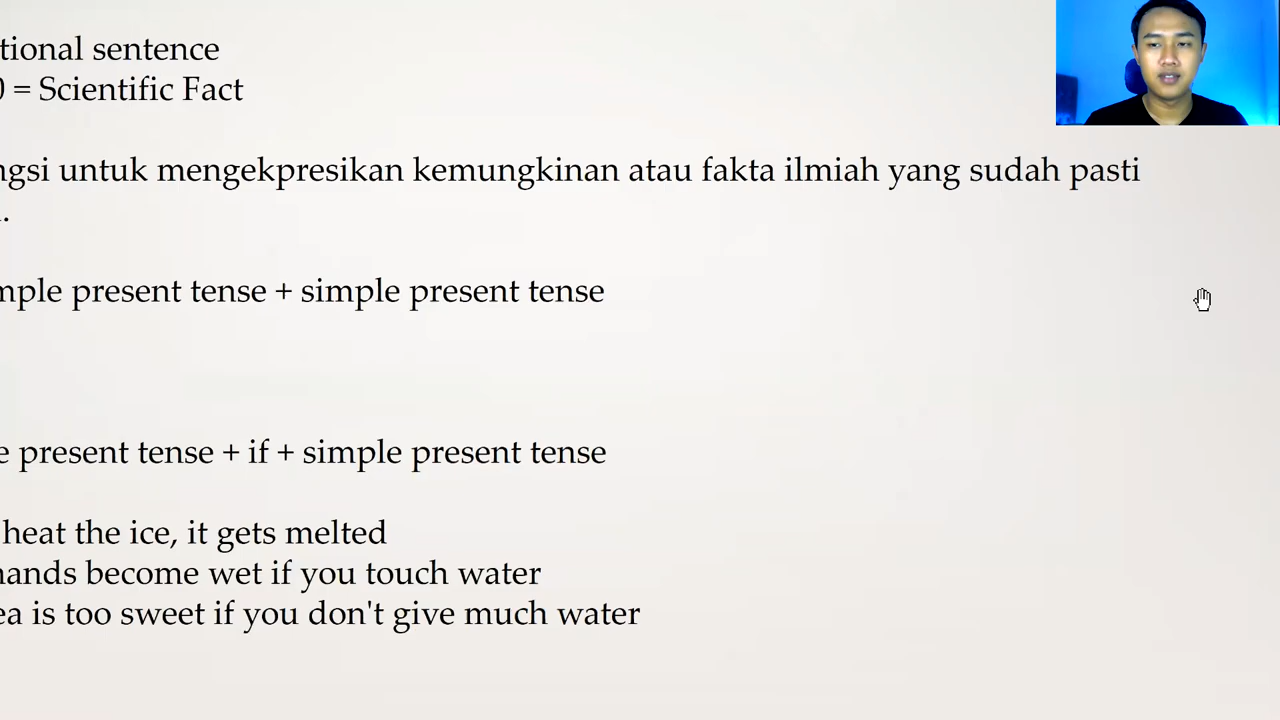 tional sentence
0 = Scientific Fact
ngsi untuk mengekpresikan kemungkinan atau fakta ilmiah yang sudah pasti
.
mple present tense + simple present tense
e present tense + if + simple present tense
heat the ice, it gets melted
hands become wet if you touch water
ea is too sweet if you don't give much water